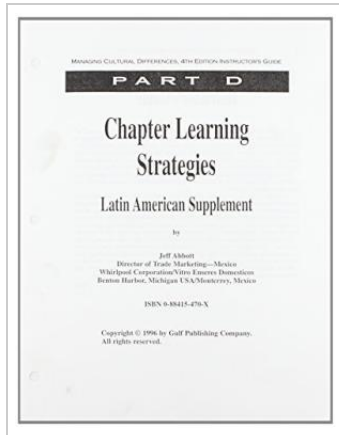 MANAGING CULTURAL DIFFERENCES, 4TH EDITION INSTRUCTOR'S GUIDE
PART D
Chapter Learning
Strategies
Latin American Supplement
by
Jeff Abbott
Director of Trade Marketing—Mexico
Whirlpool Corporation/Vitro Enseres Domesticos
Benton Harbor, Michigan USA/Monterrey, Mexico
ISBN 0-88415-470-X
Copyright © 1996 by Gulf Publishing Company.
All rights reserved.